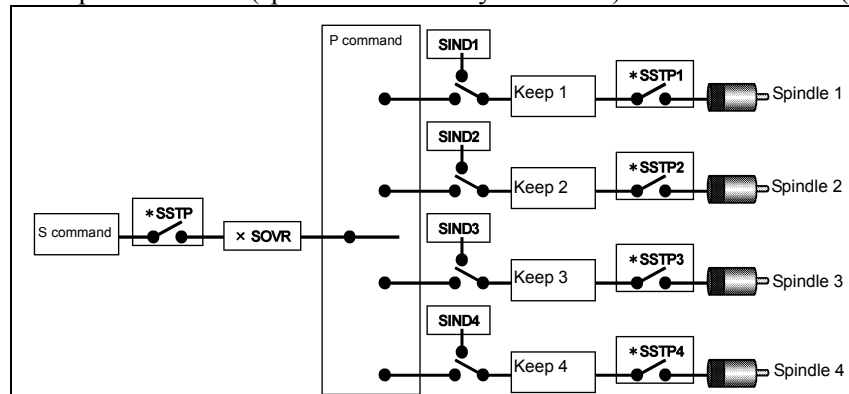 P command
SIND1
Keep 1
*SSTP1
Spindle 1
SIND2
Keep 2
*SSTP2
Spindle 2
S command
*SSTP
× SOVR
SIND3
Keep 3
*SSTP3
Spindle 3
SIND4
Keep 4
*SSTP4
Spindle 4